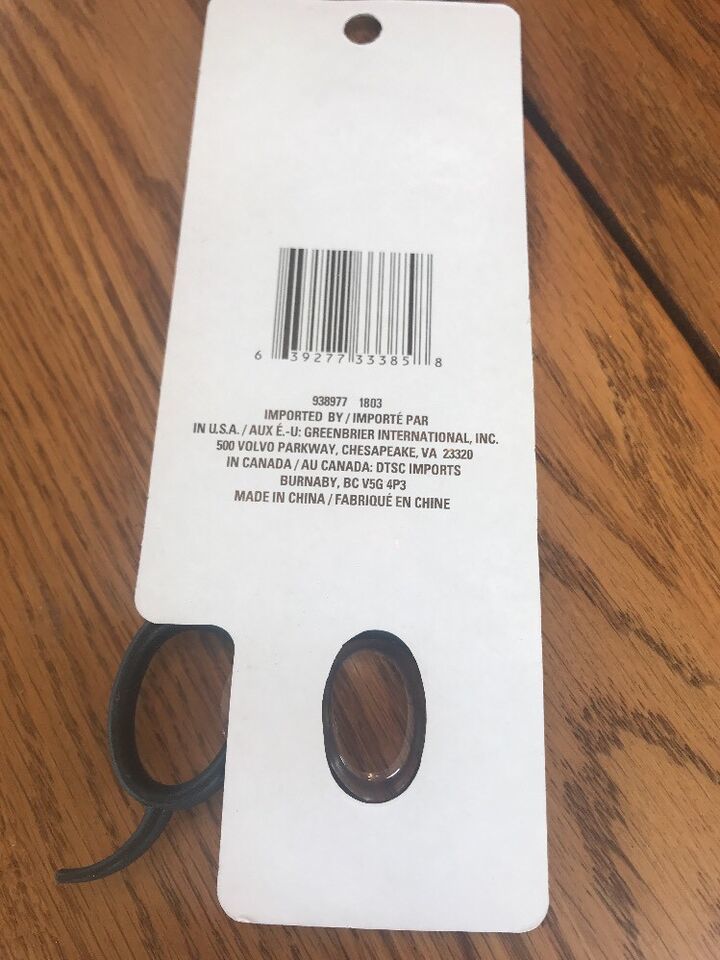 6 39277 33385 8
938977 1803
IMPORTED BY / IMPORTÉ PAR
IN U.S.A. / AUX É.-U: GREENBRIER INTERNATIONAL, INC.
500 VOLVO PARKWAY, CHESAPEAKE, VA 23320
IN CANADA / AU CANADA: DTSC IMPORTS
BURNABY, BC V5G 4P3
MADE IN CHINA / FABRIQUÉ EN CHINE